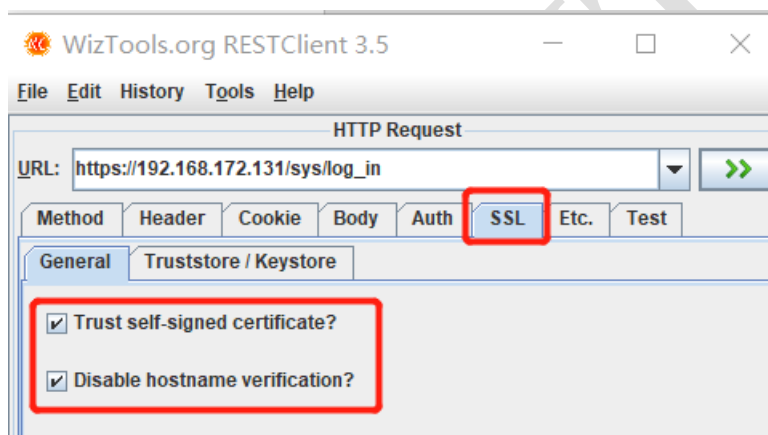 WizTools.org RESTClient 3.5
File Edit History Tools Help
HTTP Request
URL: https://192.168.172.131/sys/log_in
Method Header Cookie Body Auth SSL Etc. Test
General Truststore / Keystore
Trust self-signed certificate?
Disable hostname verification?